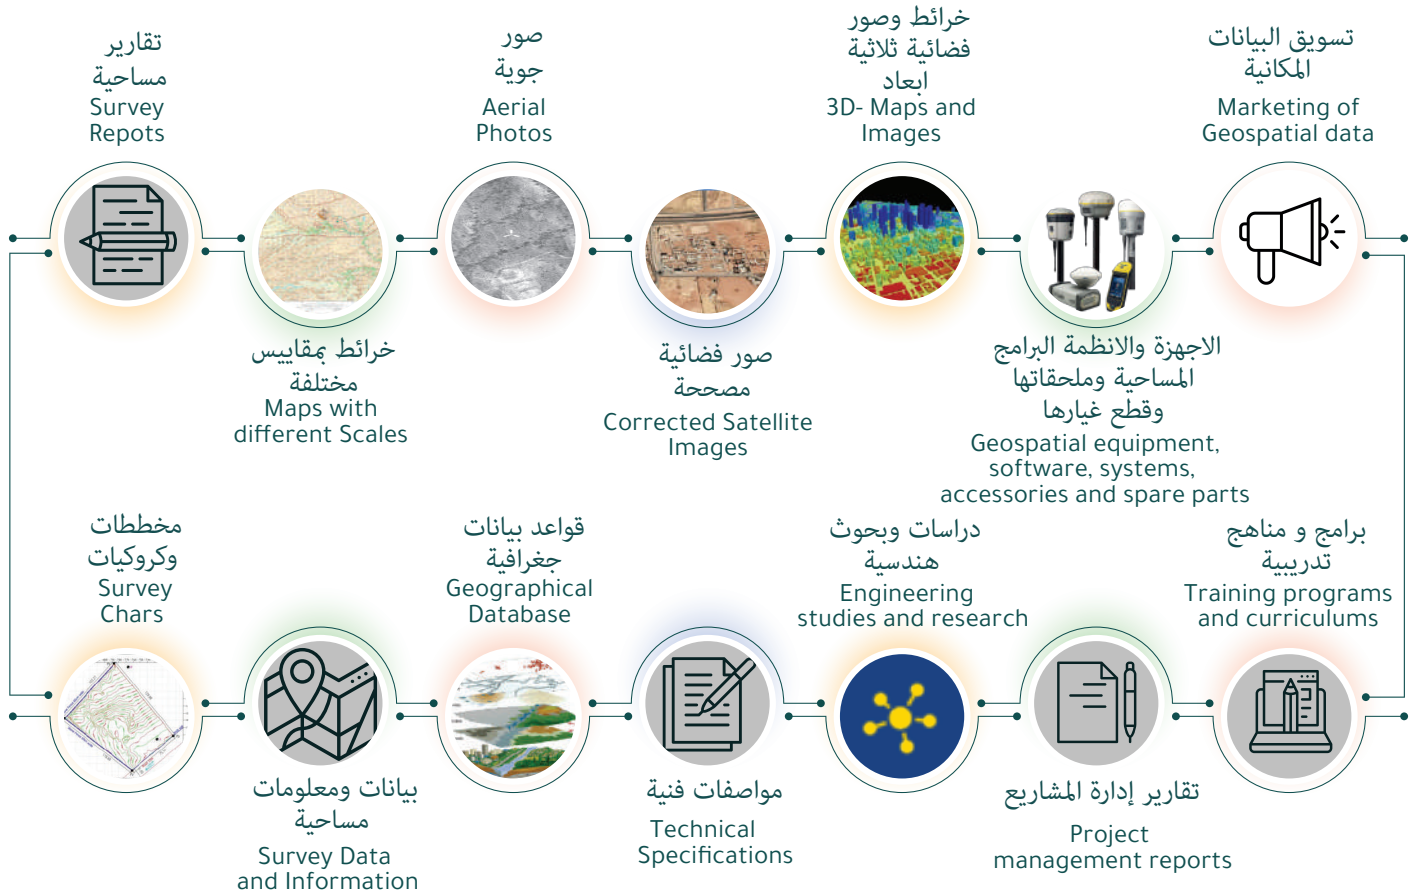 تقارير
مساحية
Survey
Repots
صور
جوية
Aerial
Photos
خرائط وصور
فضائية ثلاثية
ابعاد
3D- Maps and
Images
تسويق البيانات
المكانية
Marketing of
Geospatial data
خرائط بمقاييس
مختلفة
Maps with
different Scales
صور فضائية
مصححة
Corrected Satellite
Images
الاجهزة والانظمة البرامج
المساحية وملحقاتها
وقطع غيارها
Geospatial equipment,
software, systems,
accessories and spare parts
مخططات
وكروكيات
Survey
Chars
قواعد بيانات
جغرافية
Geographical
Database
دراسات وبحوث
هندسية
Engineering
studies and research
برامج و مناهج
تدريبية
Training programs
and curriculums
بيانات ومعلومات
مساحية
Survey Data
and Information
مواصفات فنية
Technical
Specifications
تقارير إدارة المشاريع
Project
management reports